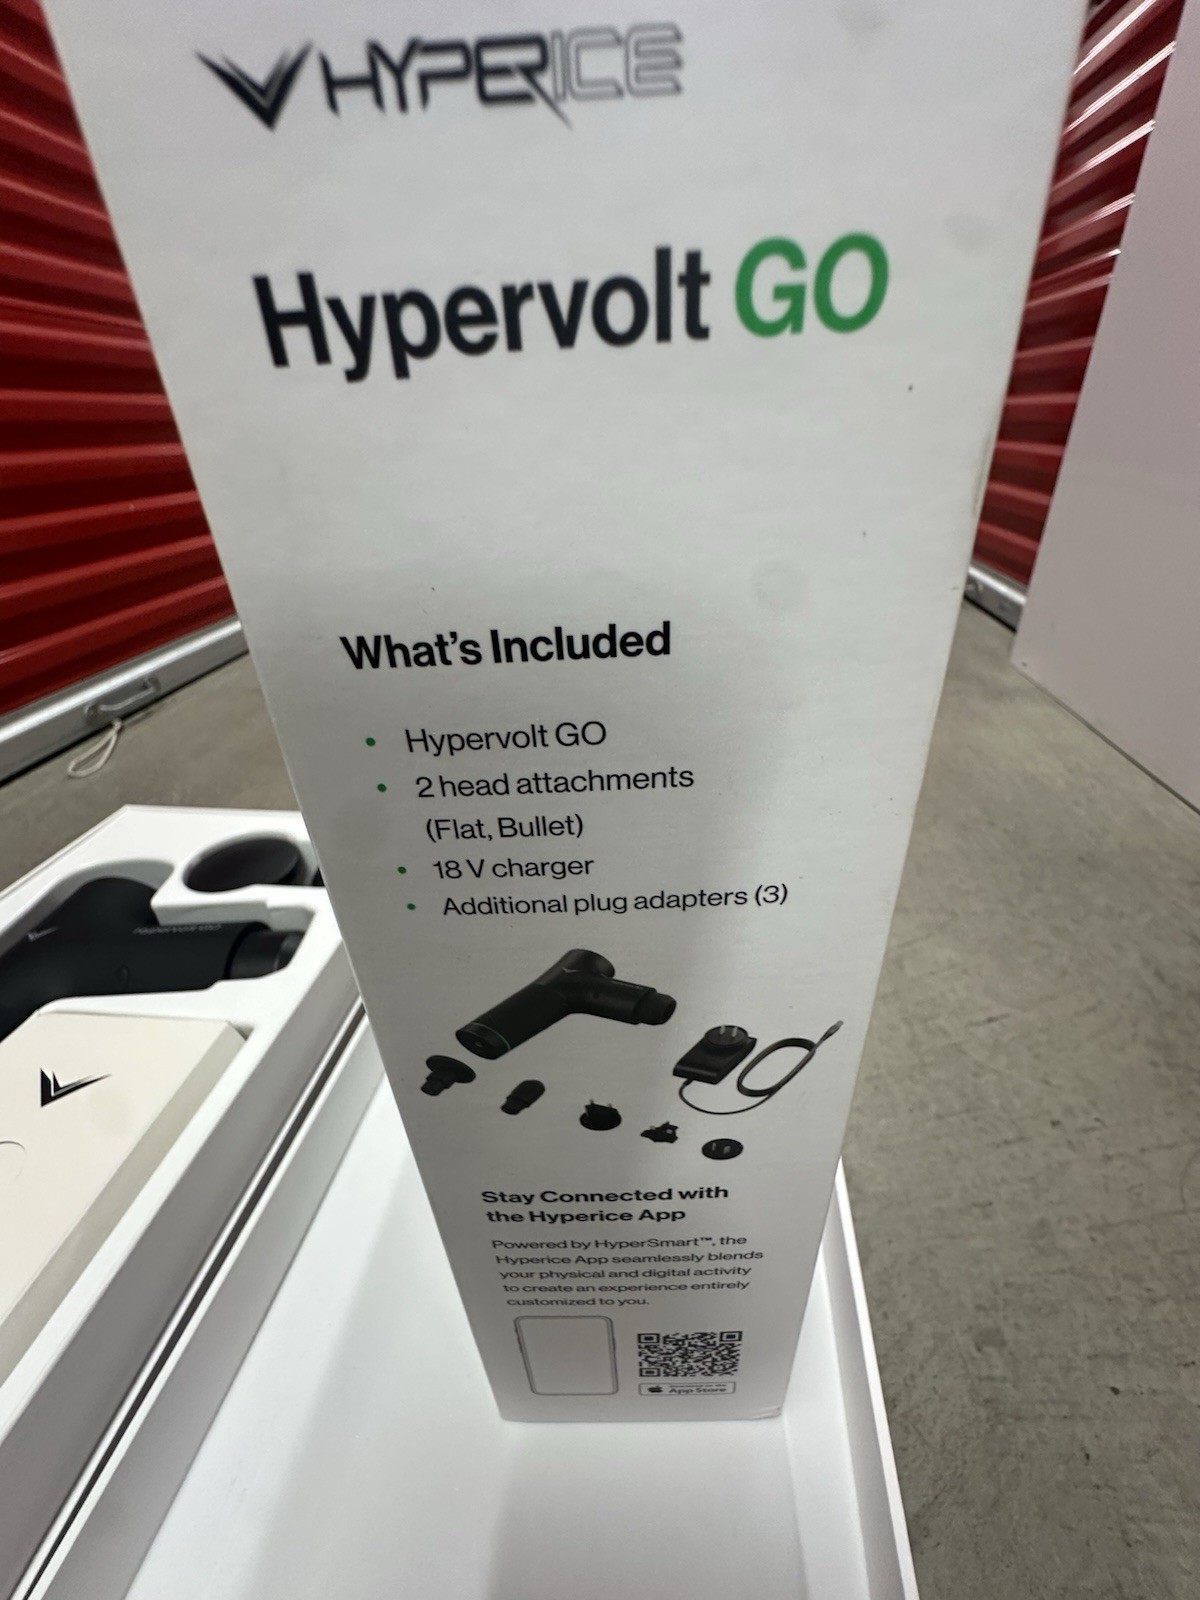 HYPERICE
Hypervolt GO
What's Included
• Hypervolt GO
• 2 head attachments
(Flat, Bullet)
• 18 V charger
• Additional plug adapters (3)
Hypervolt GO
Stay Connected with
the Hyperice App
Powered by HyperSmart™, the
Hyperice App seamlessly blends
your physical and digital activity
to create an experience entirely
customized to you.
App Store